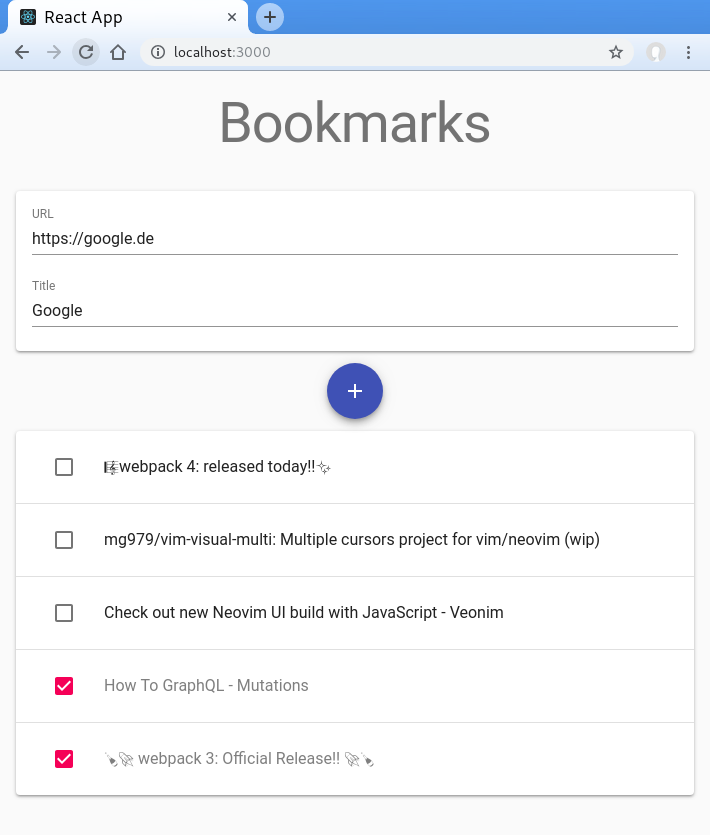 React App
localhost:3000
Bookmarks
URL
https://google.de
Title
Google
🎼webpack 4: released today!!✨
mg979/vim-visual-multi: Multiple cursors project for vim/neovim (wip)
Check out new Neovim UI build with JavaScript - Veonim
How To GraphQL - Mutations
🍾🚀 webpack 3: Official Release!! 🚀🍾